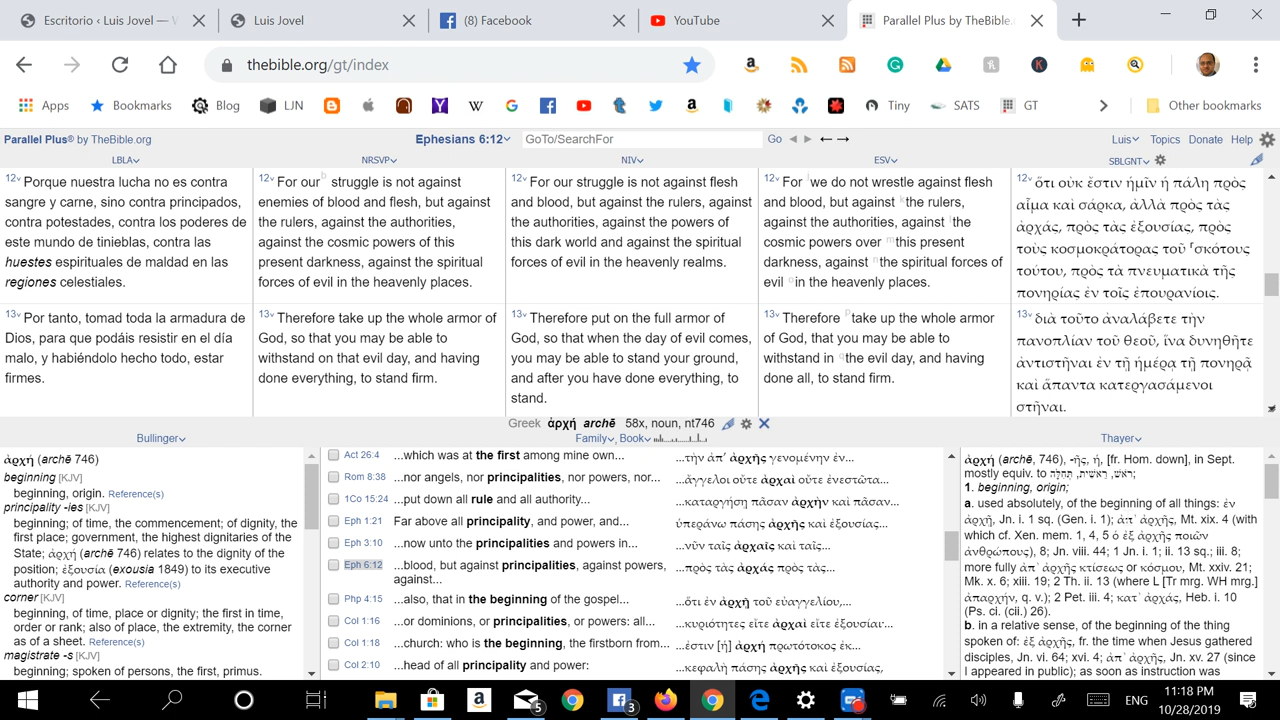 Escritorio ‹ Luis Jovel — W
Luis Jovel
(8) Facebook
YouTube
Parallel Plus by TheBible.o
thebible.org/gt/index
Apps
Bookmarks
Blog
LJN
Tiny
SATS
GT
Other bookmarks
Parallel Plus® by TheBible.org
Ephesians 6:12
GoTo/SearchFor
Go
Luis
Topics
Donate
Help
LBLA
NRSVP
NIV
ESV
SBLGNT
12v Porque nuestra lucha no es contra
sangre y carne, sino contra principados,
contra potestades, contra los poderes de
este mundo de tinieblas, contra las
huestes espirituales de maldad en las
regiones celestiales.
13v Por tanto, tomad toda la armadura de
Dios, para que podáis resistir en el día
malo, y habiéndolo hecho todo, estar
firmes.
12v For our b struggle is not against
enemies of blood and flesh, but against
the rulers, against the authorities,
against the cosmic powers of this
present darkness, against the spiritual
forces of evil in the heavenly places.
13v Therefore take up the whole armor of
God, so that you may be able to
withstand on that evil day, and having
done everything, to stand firm.
12v For our struggle is not against flesh
and blood, but against the rulers, against
the authorities, against the powers of
this dark world and against the spiritual
forces of evil in the heavenly realms.
13v Therefore put on the full armor of
God, so that when the day of evil comes,
you may be able to stand your ground,
and after you have done everything, to
stand.
12v For we do not wrestle against flesh
and blood, but against k the rulers,
against the authorities, against l the
cosmic powers over m this present
darkness, against n the spiritual forces of
evil o in the heavenly places.
13v Therefore p take up the whole armor
of God, that you may be able to
withstand in q the evil day, and having
done all, to stand firm.
12v ὅτι οὐκ ἔστιν ἡμῖν ἡ πάλη πρὸς
αἷμα καὶ σάρκα, ἀλλὰ πρὸς τὰς
ἀρχάς, πρὸς τὰς ἐξουσίας, πρὸς
τοὺς κοσμοκράτορας τοῦ ⸀σκότους
τούτου, πρὸς τὰ πνευματικὰ τῆς
πονηρίας ἐν τοῖς ἐπουρανίοις.
13v διὰ τοῦτο ἀναλάβετε τὴν
πανοπλίαν τοῦ θεοῦ, ἵνα δυνηθῆτε
ἀντιστῆναι ἐν τῇ ἡμέρᾳ τῇ πονηρᾷ
καὶ ἅπαντα κατεργασάμενοι
στῆναι.
Greek ἀρχή archē 58x, noun, nt746
Bullinger
Family, Book
Thayer
ἀρχή (archē 746)
beginning [KJV]
beginning, origin. Reference(s)
principality -ies [KJV]
beginning; of time, the commencement; of dignity, the
first place; government, the highest dignitaries of the
State; ἀρχή (archē 746) relates to the dignity of the
position; ἐξουσία (exousia 1849) to its executive
authority and power. Reference(s)
corner [KJV]
beginning, of time, place or dignity; the first in time,
order or rank; also of place, the extremity, the corner
as of a sheet. Reference(s)
magistrate -s [KJV]
beginning; spoken of persons, the first, primus.
Act 26:4 ...which was at the first among mine own... ...τὴν ἀπ’ ἀρχῆς γενομένην ἐν...
Rom 8:38 ...nor angels, nor principalities, nor powers, nor... ...ἄγγελοι οὔτε ἀρχαὶ οὔτε ἐνεστῶτα...
1Co 15:24 ...put down all rule and all authority... ...καταργήσῃ πᾶσαν ἀρχὴν καὶ πᾶσαν...
Eph 1:21 Far above all principality, and power, and... ὑπεράνω πάσης ἀρχῆς καὶ ἐξουσίας...
Eph 3:10 ...now unto the principalities and powers in... ...νῦν ταῖς ἀρχαῖς καὶ ταῖς...
Eph 6:12 ...blood, but against principalities, against powers, ...πρὸς τὰς ἀρχάς πρὸς τὰς...
against...
Php 4:15 ...also, that in the beginning of the gospel... ...ὅτι ἐν ἀρχῇ τοῦ εὐαγγελίου,...
Col 1:16 ...or dominions, or principalities, or powers: all... ...κυριότητες εἴτε ἀρχαὶ εἴτε ἐξουσίαι·...
Col 1:18 ...church: who is the beginning, the firstborn from... ...ἐστιν [ἡ] ἀρχή πρωτότοκος ἐκ...
Col 2:10 ...head of all principality and power: ...κεφαλὴ πάσης ἀρχῆς καὶ ἐξουσίας,
ἀρχή (archē, 746), -ῆς, ἡ, [fr. Hom. down], in Sept.
mostly equiv. to רֹאשׁ, רֵאשִׁית, תְּחִלָּה;
1. beginning, origin;
a. used absolutely, of the beginning of all things: ἐν
ἀρχῇ, Jn. i. 1 sq. (Gen. i. 1); ἀπ’ ἀρχῆς, Mt. xix. 4 (with
which cf. Xen. mem. 1, 4, 5 ὁ ἐξ ἀρχῆς ποιῶν
ἀνθρώπους), 8; Jn. viii. 44; 1 Jn. i. 1; ii. 13 sq.; iii. 8;
more fully ἀπ’ ἀρχῆς κτίσεως or κόσμου, Mt. xxiv. 21;
Mk. x. 6; xiii. 19; 2 Th. ii. 13 (where L [Tr mrg. WH mrg.]
ἀπαρχήν, q. v.); 2 Pet. iii. 4; κατ’ ἀρχάς, Heb. i. 10
(Ps. ci. (cii.) 26).
b. in a relative sense, of the beginning of the thing
spoken of: ἐξ ἀρχῆς, fr. the time when Jesus gathered
disciples, Jn. vi. 64; xvi. 4; ἀπ’ ἀρχῆς, Jn. xv. 27 (since
I appeared in public); as soon as instruction was
5
3
ENG
11:18 PM
10/28/2019